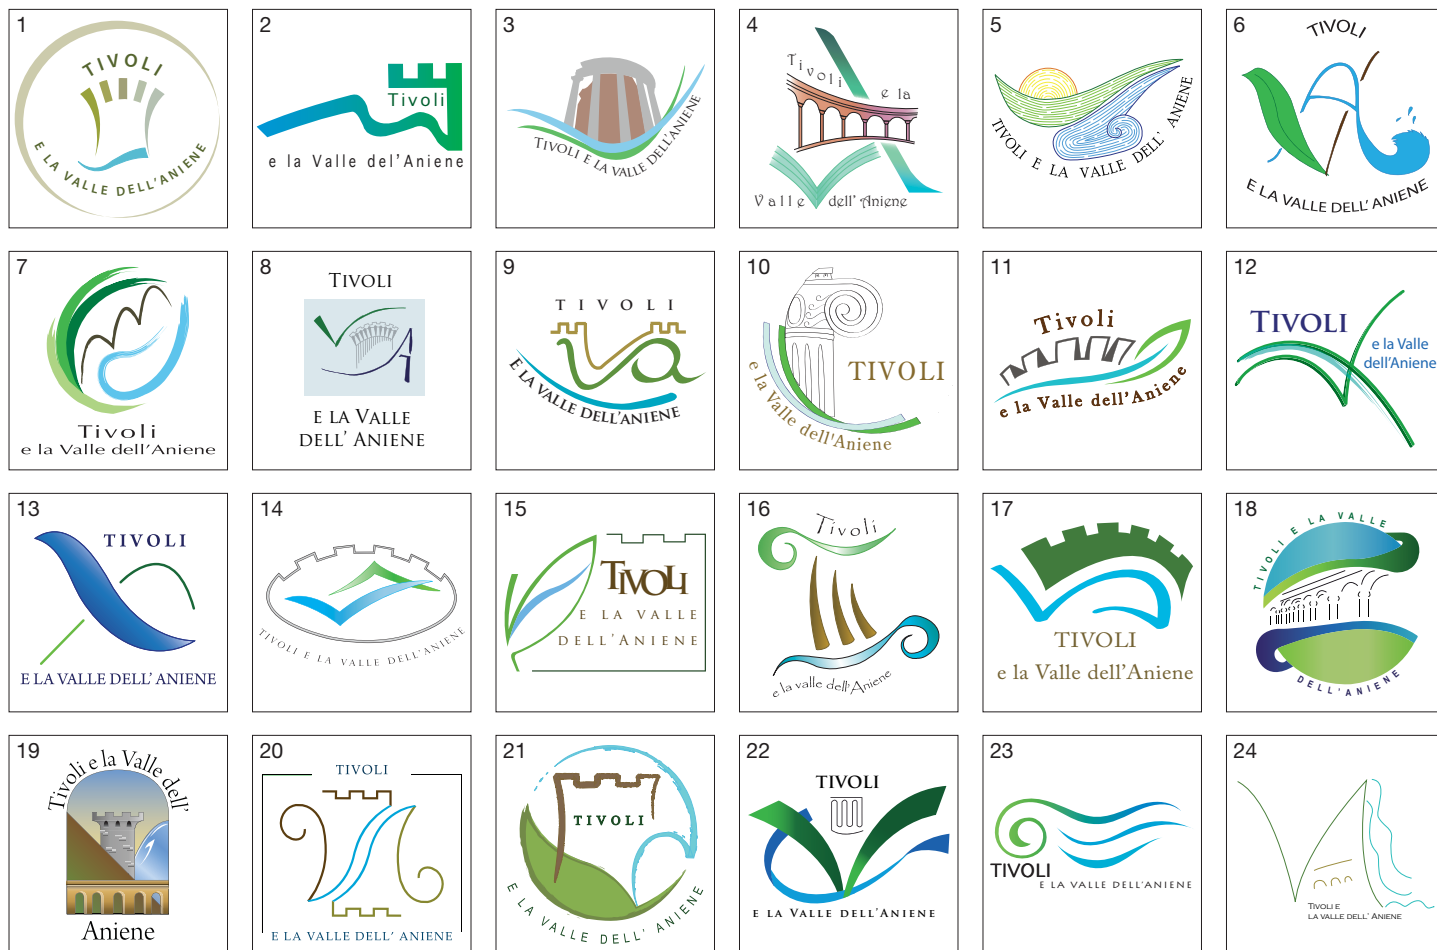 1
TIVOLI
E LA VALLE DELL'ANIENE
2
Tivoli
e la Valle del'Aniene
3
TIVOLI E LA VALLE DELL'ANIENE
4
Tivoli
e la
Valle dell' Aniene
5
TIVOLI E LA VALLE DELL' ANIENE
6
TIVOLI
E LA VALLE DELL' ANIENE
7
Tivoli
e la Valle dell'Aniene
8
TIVOLI
E LA VALLE
DELL' ANIENE
9
TIVOLI
E LA VALLE DELL'ANIENE
10
TIVOLI
e la Valle dell'Aniene
11
Tivoli
e la Valle dell'Aniene
12
TIVOLI
e la Valle
dell'Aniene
13
TIVOLI
E LA VALLE DELL' ANIENE
14
TIVOLI E LA VALLE DELL'ANIENE
15
TIVOLI
E LA VALLE
DELL'ANIENE
16
Tivoli
e la valle dell'Aniene
17
TIVOLI
e la Valle dell'Aniene
18
TIVOLI E LA VALLE
DELL'ANIENE
19
Tivoli e la Valle dell'
Aniene
20
TIVOLI
E LA VALLE DELL' ANIENE
21
TIVOLI
E LA VALLE DELL' ANIENE
22
TIVOLI
E LA VALLE DELL'ANIENE
23
TIVOLI
E LA VALLE DELL'ANIENE
24
TIVOLI E
LA VALLE DELL' ANIENE